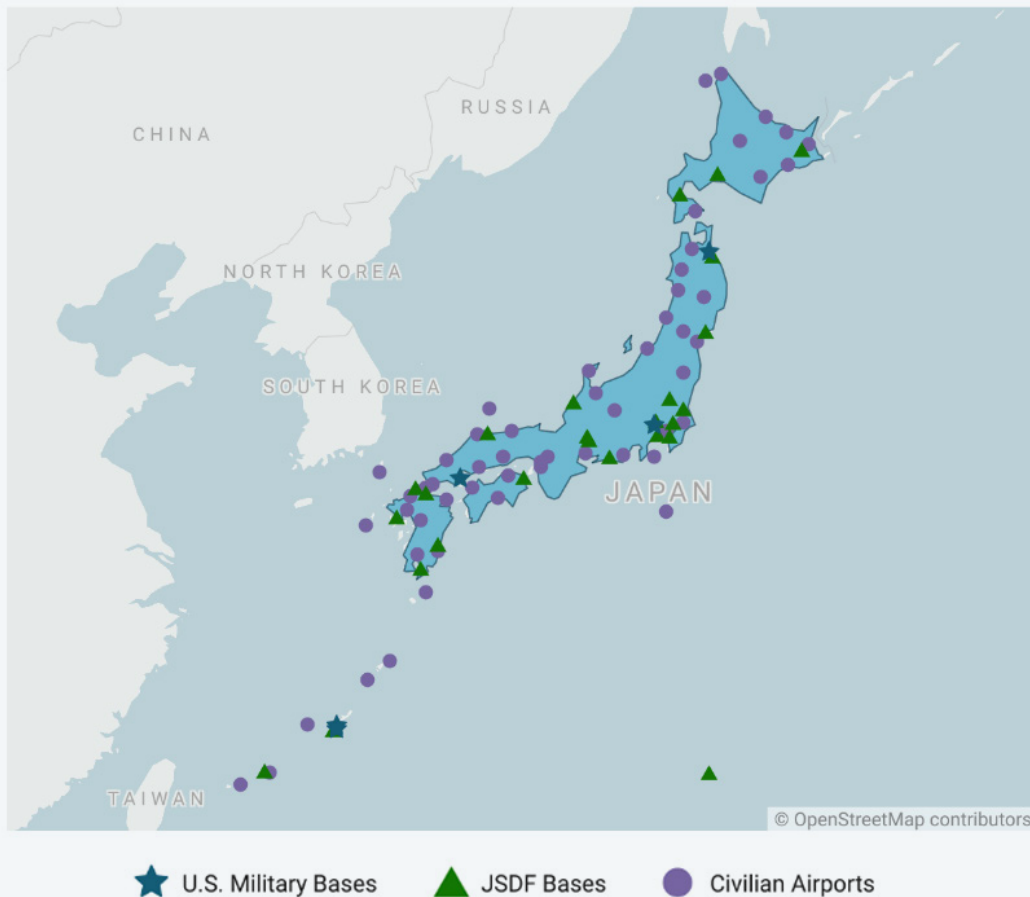 RUSSIA
CHINA
NORTH KOREA
SOUTH KOREA
JAPAN
TAIWAN
© OpenStreetMap contributors
U.S. Military Bases
JSDF Bases
Civilian Airports